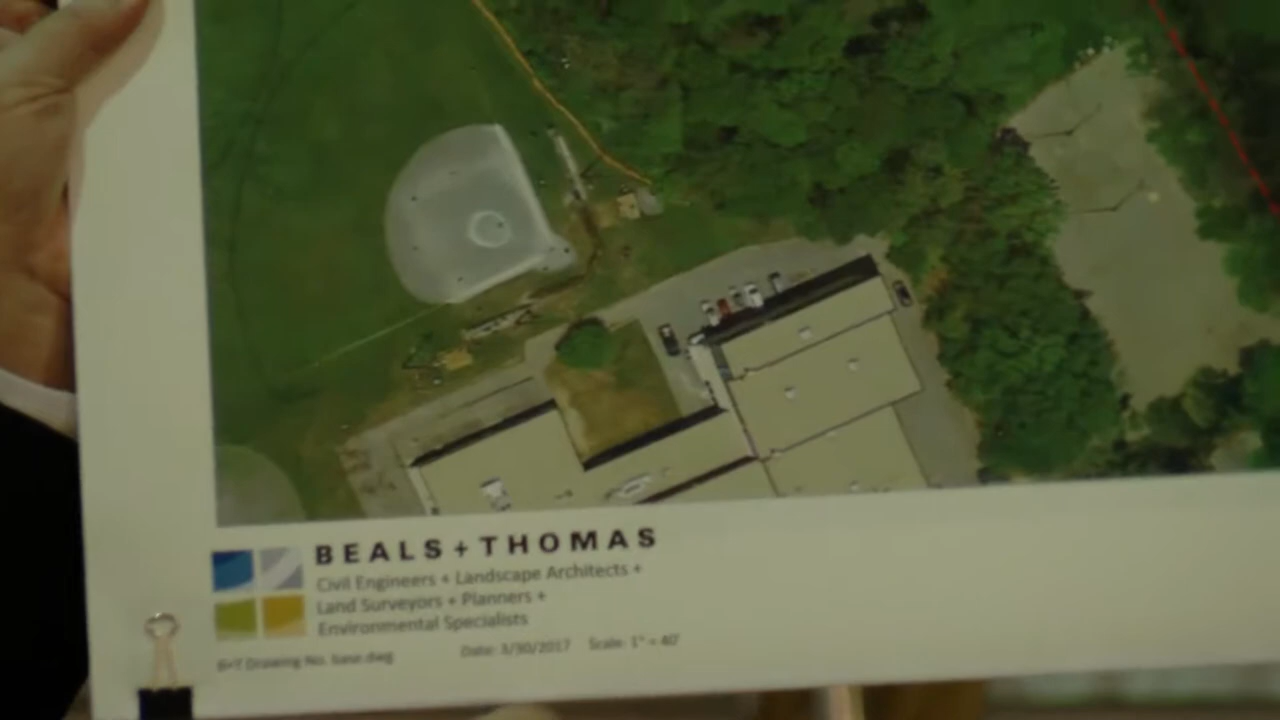 BEALS+THOMAS
Civil Engineers + Landscape Architects +
Land Surveyors + Planners +
Environmental Specialists
B+T Drawing No. base.dwg Date: 3/30/2017 Scale: 1" = 40'